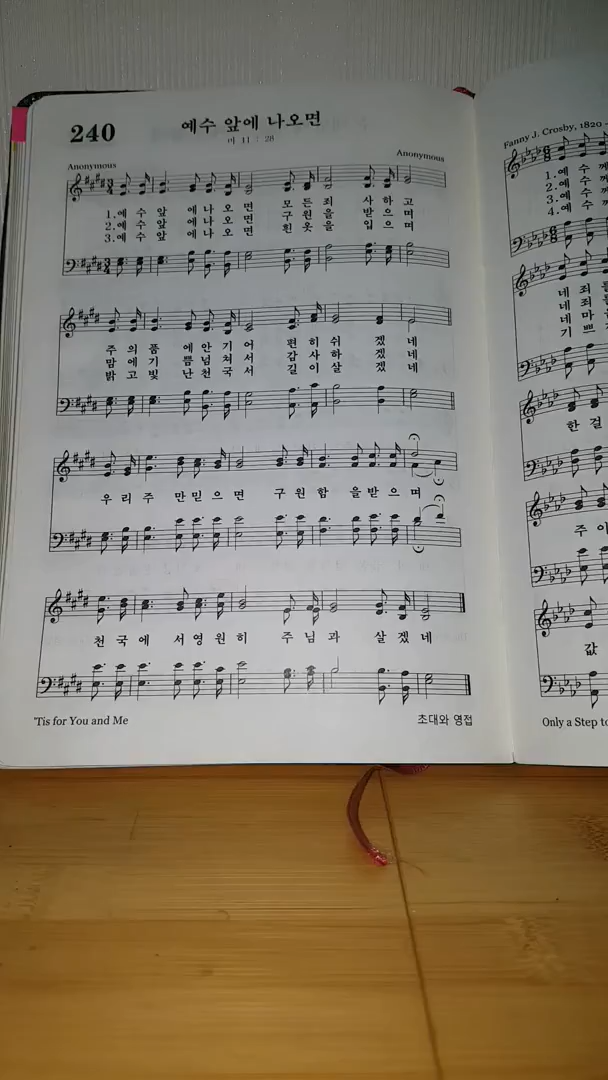 240
예수 앞에 나오면
마 11 : 28
Anonymous
Anonymous
1.예 수 앞 에 나 오 면 모 든 죄 사 하 고
2.예 수 앞 에 나 오 면 구 원 을 받 으 며
3.예 수 앞 에 나 오 면 흰 옷 을 입 으 며
주 의 품 에 안 기 어 편 히 쉬 겠 네
맘 에 기 쁨 넘 쳐 서 감 사 하 겠 네
밝 고 빛 난 천 국 서 길 이 살 겠 네
우 리 주 만 믿 으 면 구 원 함 을 받 으 며
천 국 에 서 영 원 히 주 님 과 살 겠 네
'Tis for You and Me
초대와 영접
Fanny J. Crosby, 1820 -
1.예 수 께
2.예 수 께
3.예 수 께
4.예 수 께
네 죄 를
네 죄 를
네 마 음
기 쁘
한 걸
주 이
값
Only a Step to